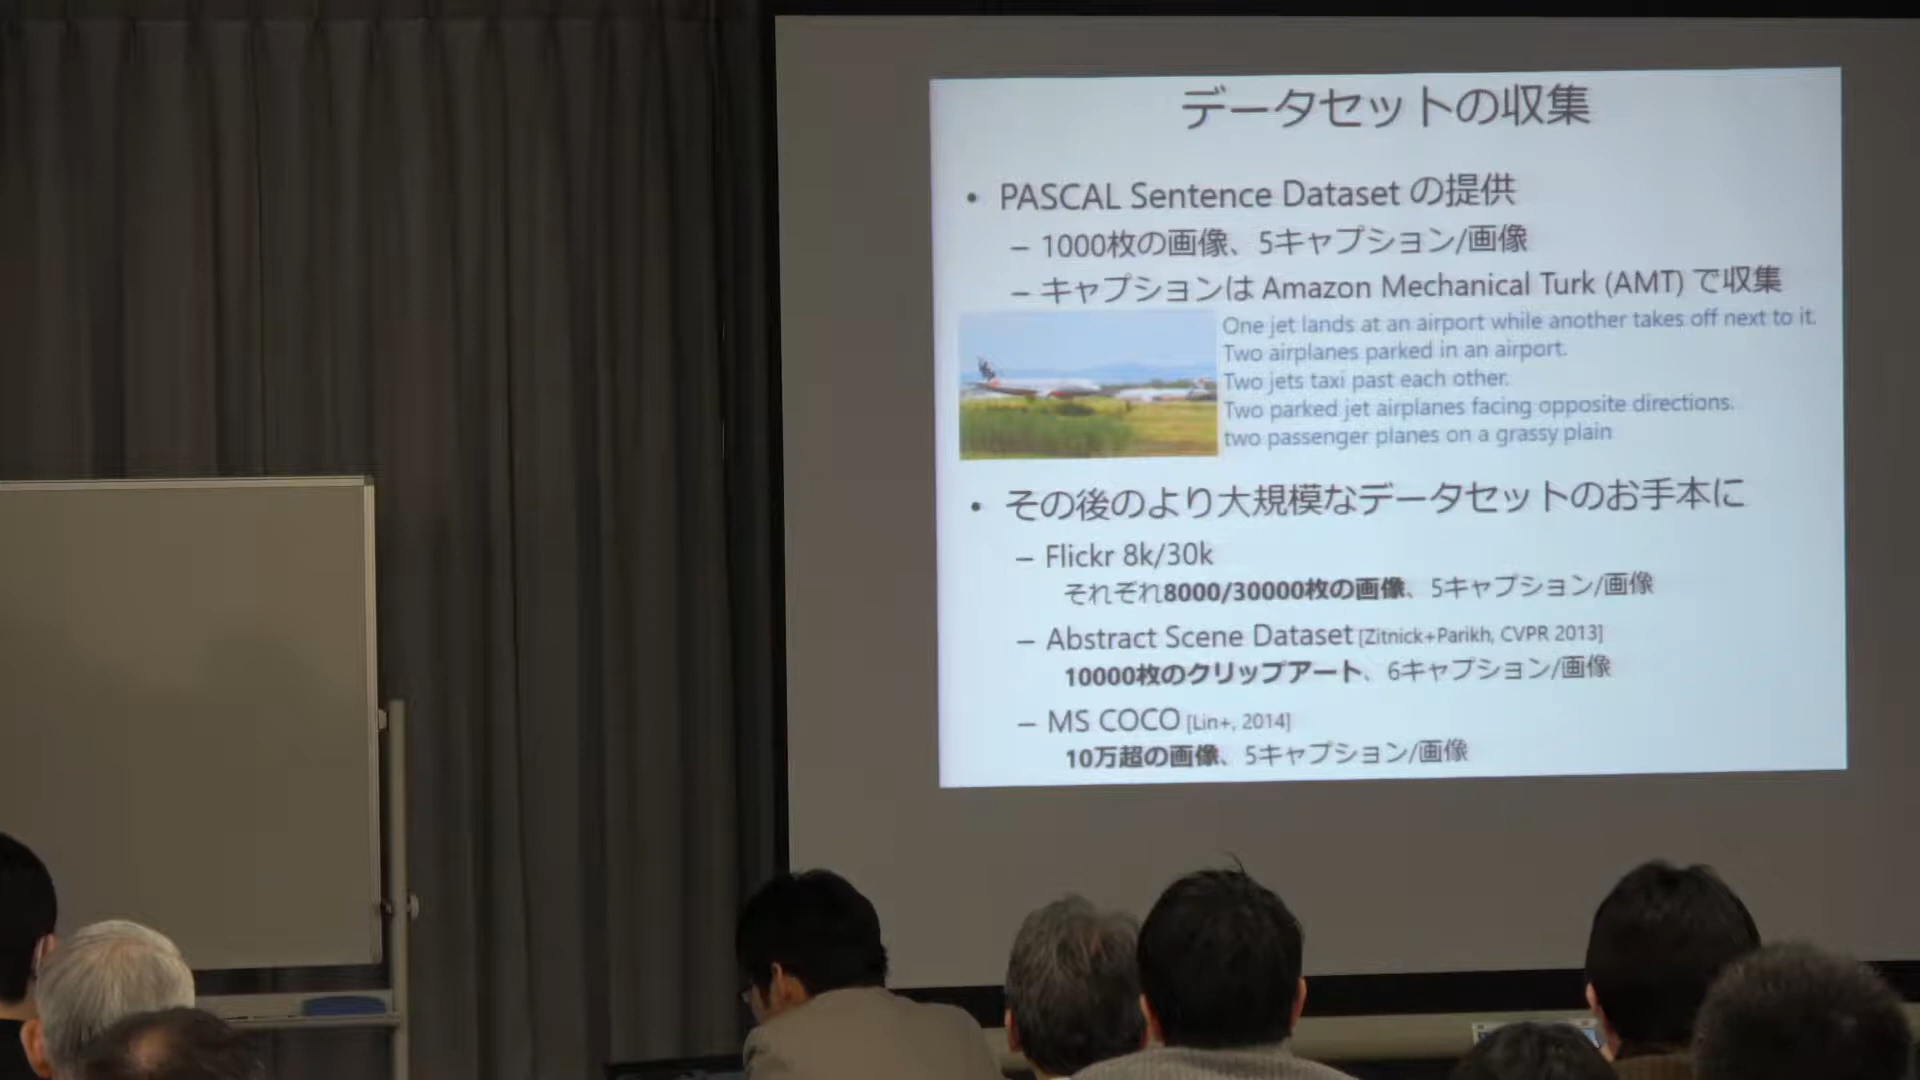 データセットの収集
• PASCAL Sentence Dataset の提供
– 1000枚の画像、5キャプション/画像
– キャプションは Amazon Mechanical Turk (AMT) で収集
One jet lands at an airport while another takes off next to it.
Two airplanes parked in an airport.
Two jets taxi past each other.
Two parked jet airplanes facing opposite directions.
two passenger planes on a grassy plain
• その後のより大規模なデータセットのお手本に
– Flickr 8k/30k
それぞれ8000/30000枚の画像、5キャプション/画像
– Abstract Scene Dataset [Zitnick+Parikh, CVPR 2013]
10000枚のクリップアート、6キャプション/画像
– MS COCO [Lin+, 2014]
10万超の画像、5キャプション/画像